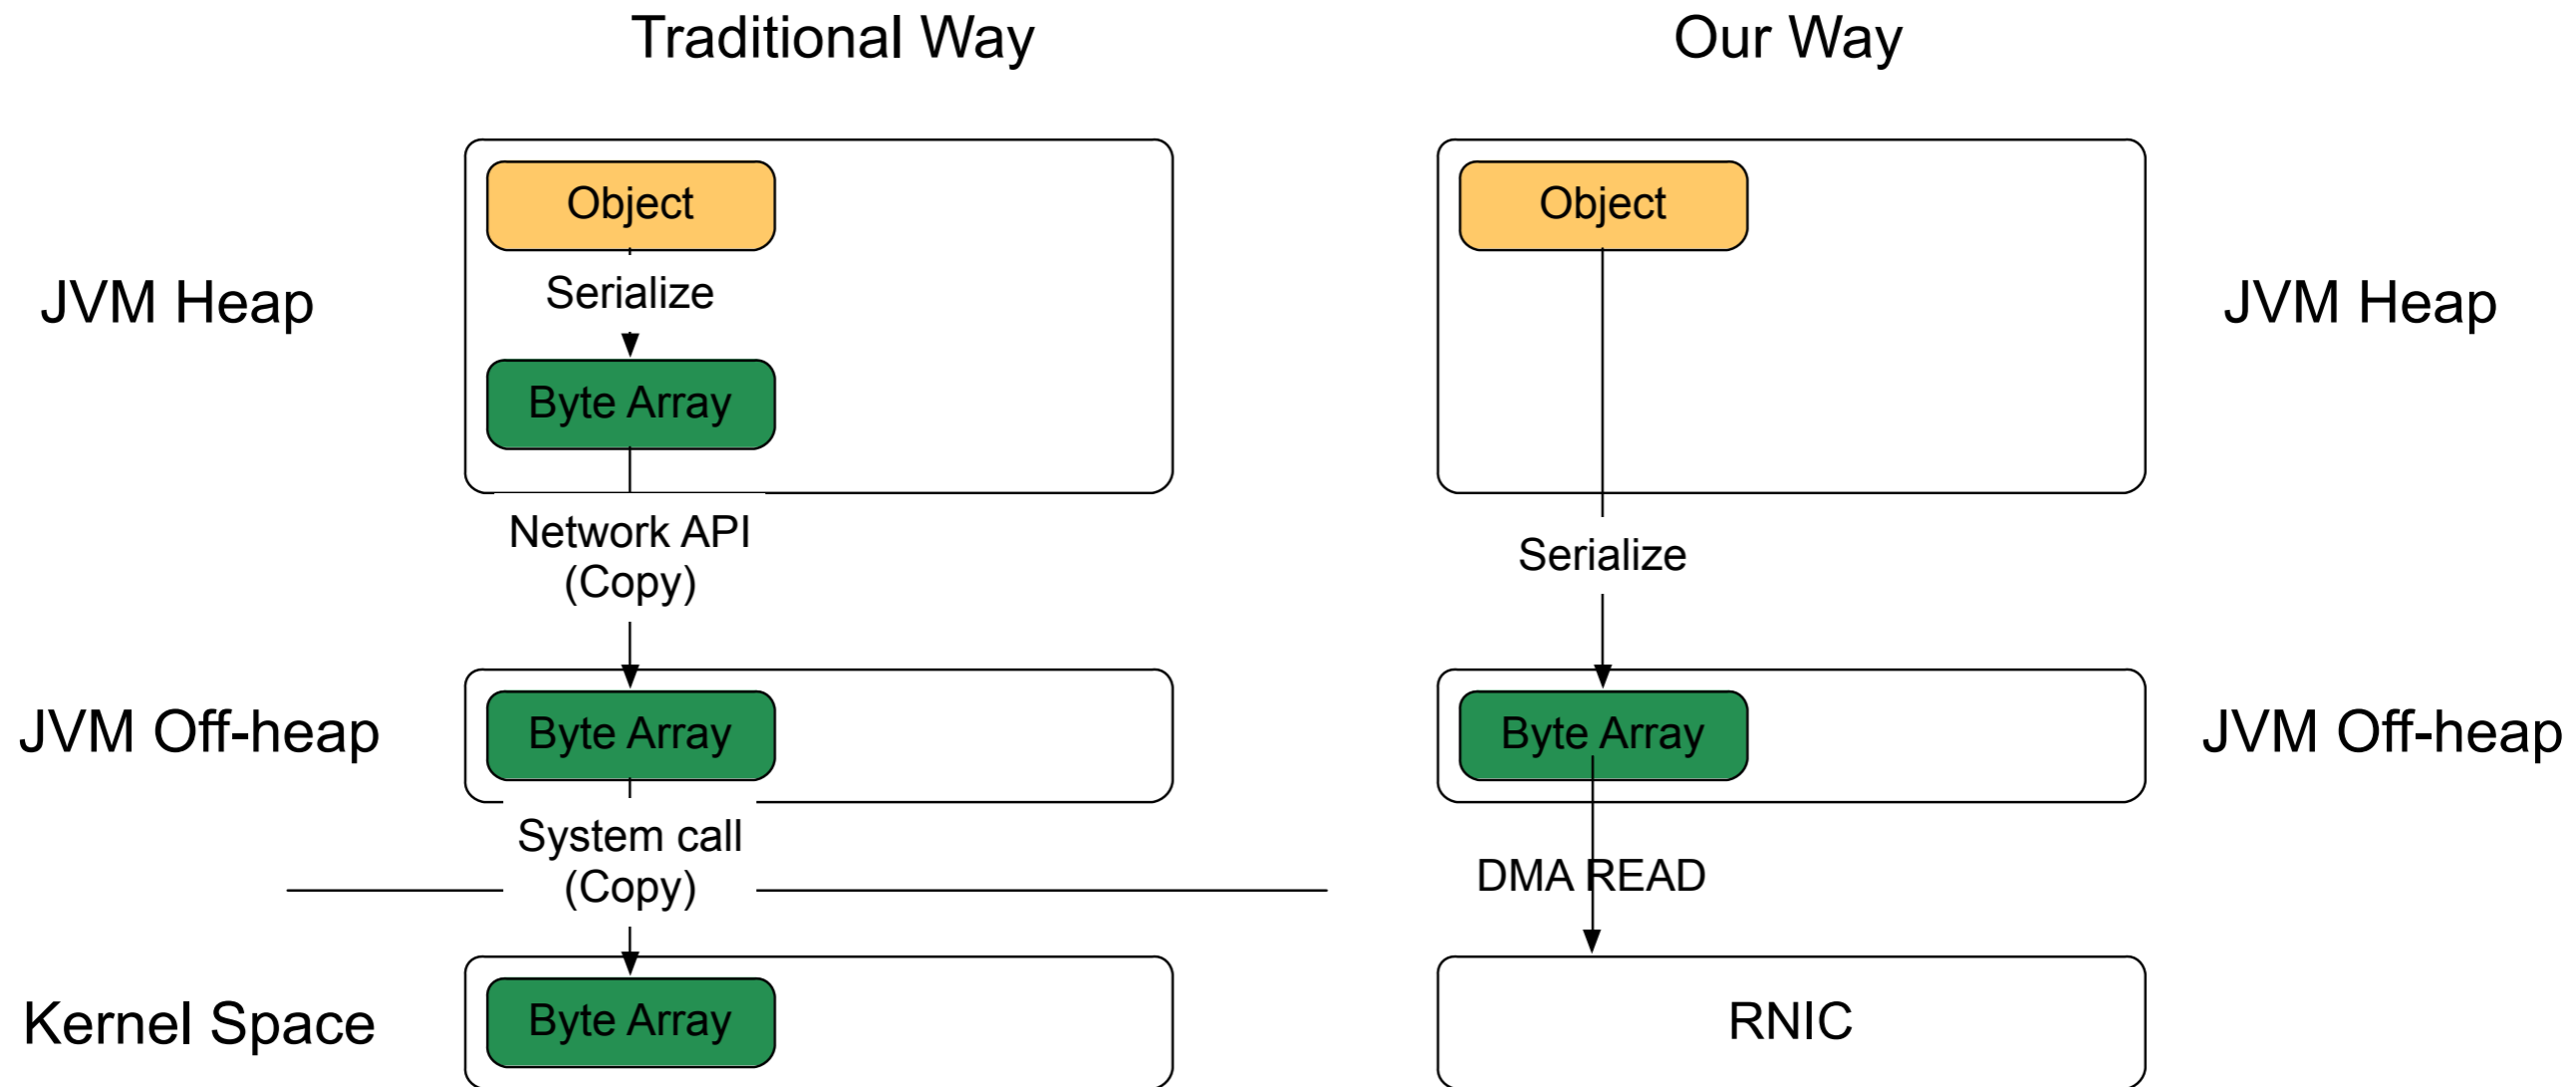 Traditional Way
Our Way
Object
Object
Serialize
JVM Heap
JVM Heap
Byte Array
Network API
(Copy)
Serialize
JVM Off-heap
Byte Array
Byte Array
JVM Off-heap
System call
(Copy)
DMA READ
Kernel Space
Byte Array
RNIC